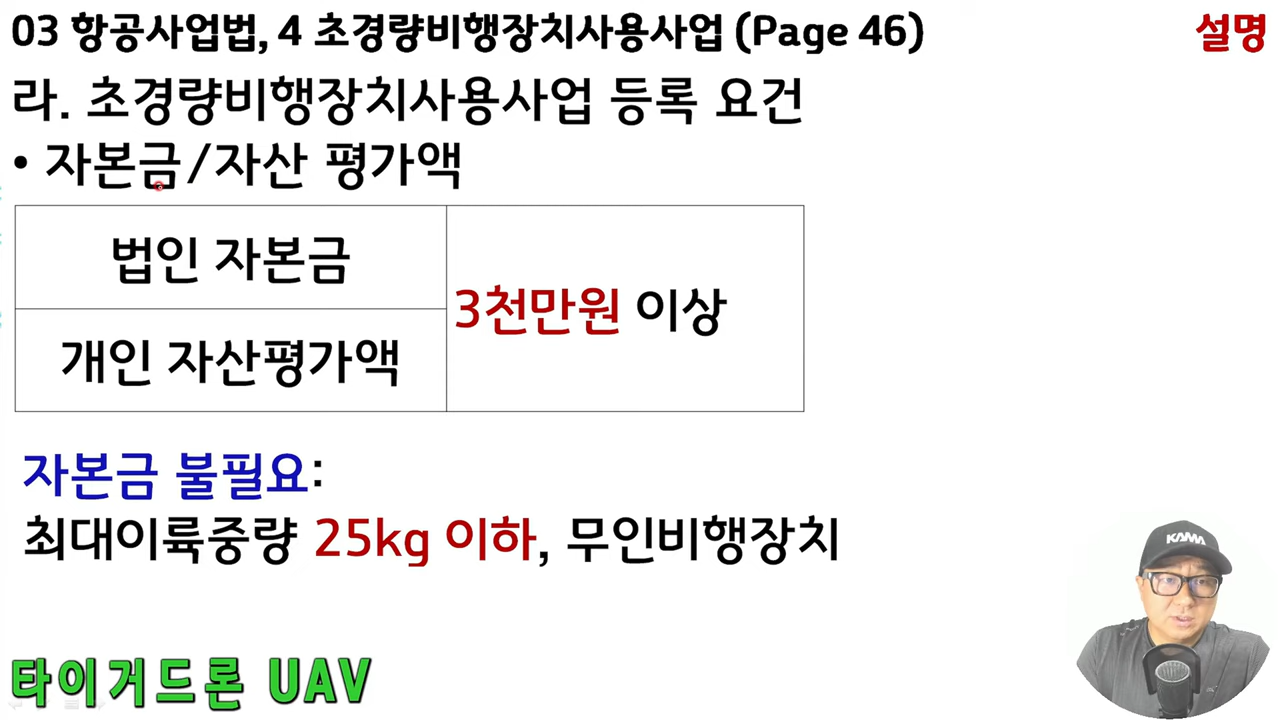 03 항공사업법, 4 초경량비행장치사용사업 (Page 46)
설명
라. 초경량비행장치사용사업 등록 요건
• 자본금/자산 평가액
법인 자본금
3천만원 이상
개인 자산평가액
자본금 불필요:
최대이륙중량 25kg 이하, 무인비행장치
KAMA
타이거드론 UAV